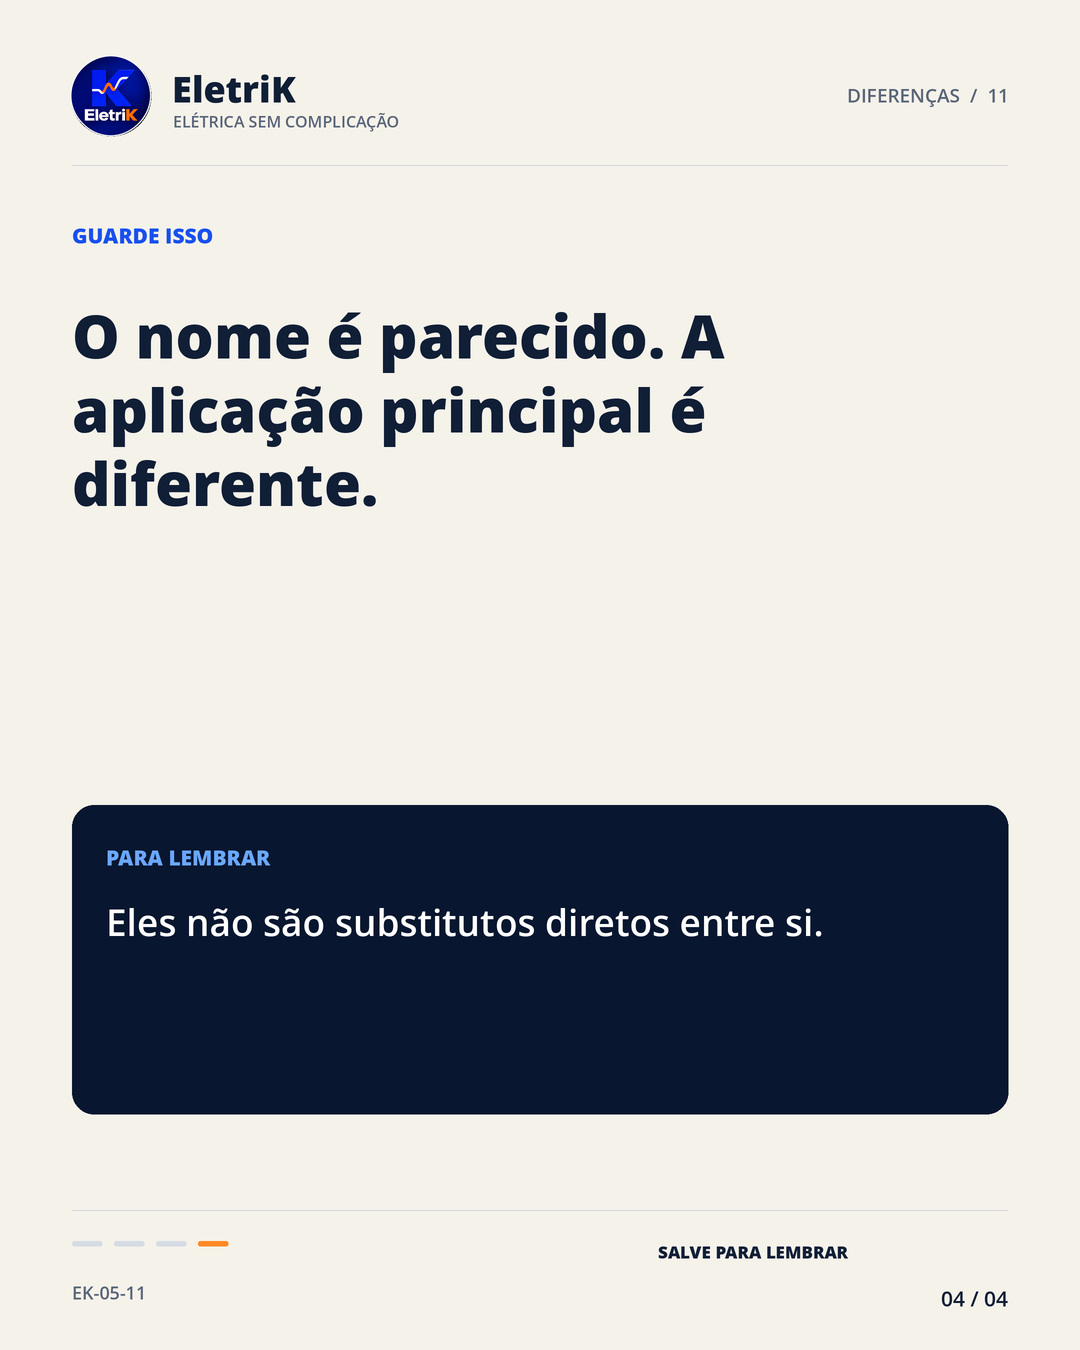 EletriK
EletriK
ELÉTRICA SEM COMPLICAÇÃO
DIFERENÇAS / 11
GUARDE ISSO
O nome é parecido. A
aplicação principal é
diferente.
PARA LEMBRAR
Eles não são substitutos diretos entre si.
SALVE PARA LEMBRAR
EK-05-11
04 / 04